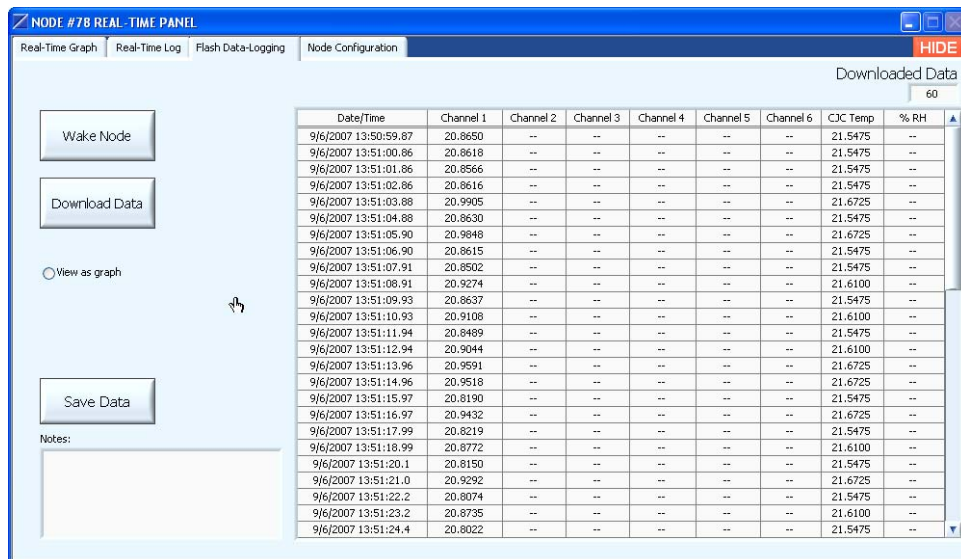 NODE #78 REAL-TIME PANEL
Real-Time Graph Real-Time Log Flash Data-Logging Node Configuration HIDE
Downloaded Data
60
Wake Node
Download Data
View as graph
Save Data
Notes:
Date/Time Channel 1 Channel 2 Channel 3 Channel 4 Channel 5 Channel 6 CJC Temp % RH
9/6/2007 13:50:59.87 20.8650 -- -- -- -- -- 21.5475 --
9/6/2007 13:51:00.86 20.8618 -- -- -- -- -- 21.5475 --
9/6/2007 13:51:01.86 20.8566 -- -- -- -- -- 21.5475 --
9/6/2007 13:51:02.86 20.8616 -- -- -- -- -- 21.5475 --
9/6/2007 13:51:03.88 20.9905 -- -- -- -- -- 21.6725 --
9/6/2007 13:51:04.88 20.8630 -- -- -- -- -- 21.5475 --
9/6/2007 13:51:05.90 20.9848 -- -- -- -- -- 21.6725 --
9/6/2007 13:51:06.90 20.8615 -- -- -- -- -- 21.5475 --
9/6/2007 13:51:07.91 20.8502 -- -- -- -- -- 21.5475 --
9/6/2007 13:51:08.91 20.9274 -- -- -- -- -- 21.6100 --
9/6/2007 13:51:09.93 20.8637 -- -- -- -- -- 21.5475 --
9/6/2007 13:51:10.93 20.9108 -- -- -- -- -- 21.6100 --
9/6/2007 13:51:11.94 20.8489 -- -- -- -- -- 21.5475 --
9/6/2007 13:51:12.94 20.9044 -- -- -- -- -- 21.6100 --
9/6/2007 13:51:13.96 20.9591 -- -- -- -- -- 21.6725 --
9/6/2007 13:51:14.96 20.9518 -- -- -- -- -- 21.6725 --
9/6/2007 13:51:15.97 20.8190 -- -- -- -- -- 21.5475 --
9/6/2007 13:51:16.97 20.9432 -- -- -- -- -- 21.6725 --
9/6/2007 13:51:17.99 20.8219 -- -- -- -- -- 21.5475 --
9/6/2007 13:51:18.99 20.8772 -- -- -- -- -- 21.6100 --
9/6/2007 13:51:20.1 20.8150 -- -- -- -- -- 21.5475 --
9/6/2007 13:51:21.0 20.9292 -- -- -- -- -- 21.6725 --
9/6/2007 13:51:22.2 20.8074 -- -- -- -- -- 21.5475 --
9/6/2007 13:51:23.2 20.8735 -- -- -- -- -- 21.6100 --
9/6/2007 13:51:24.4 20.8022 -- -- -- -- -- 21.5475 --